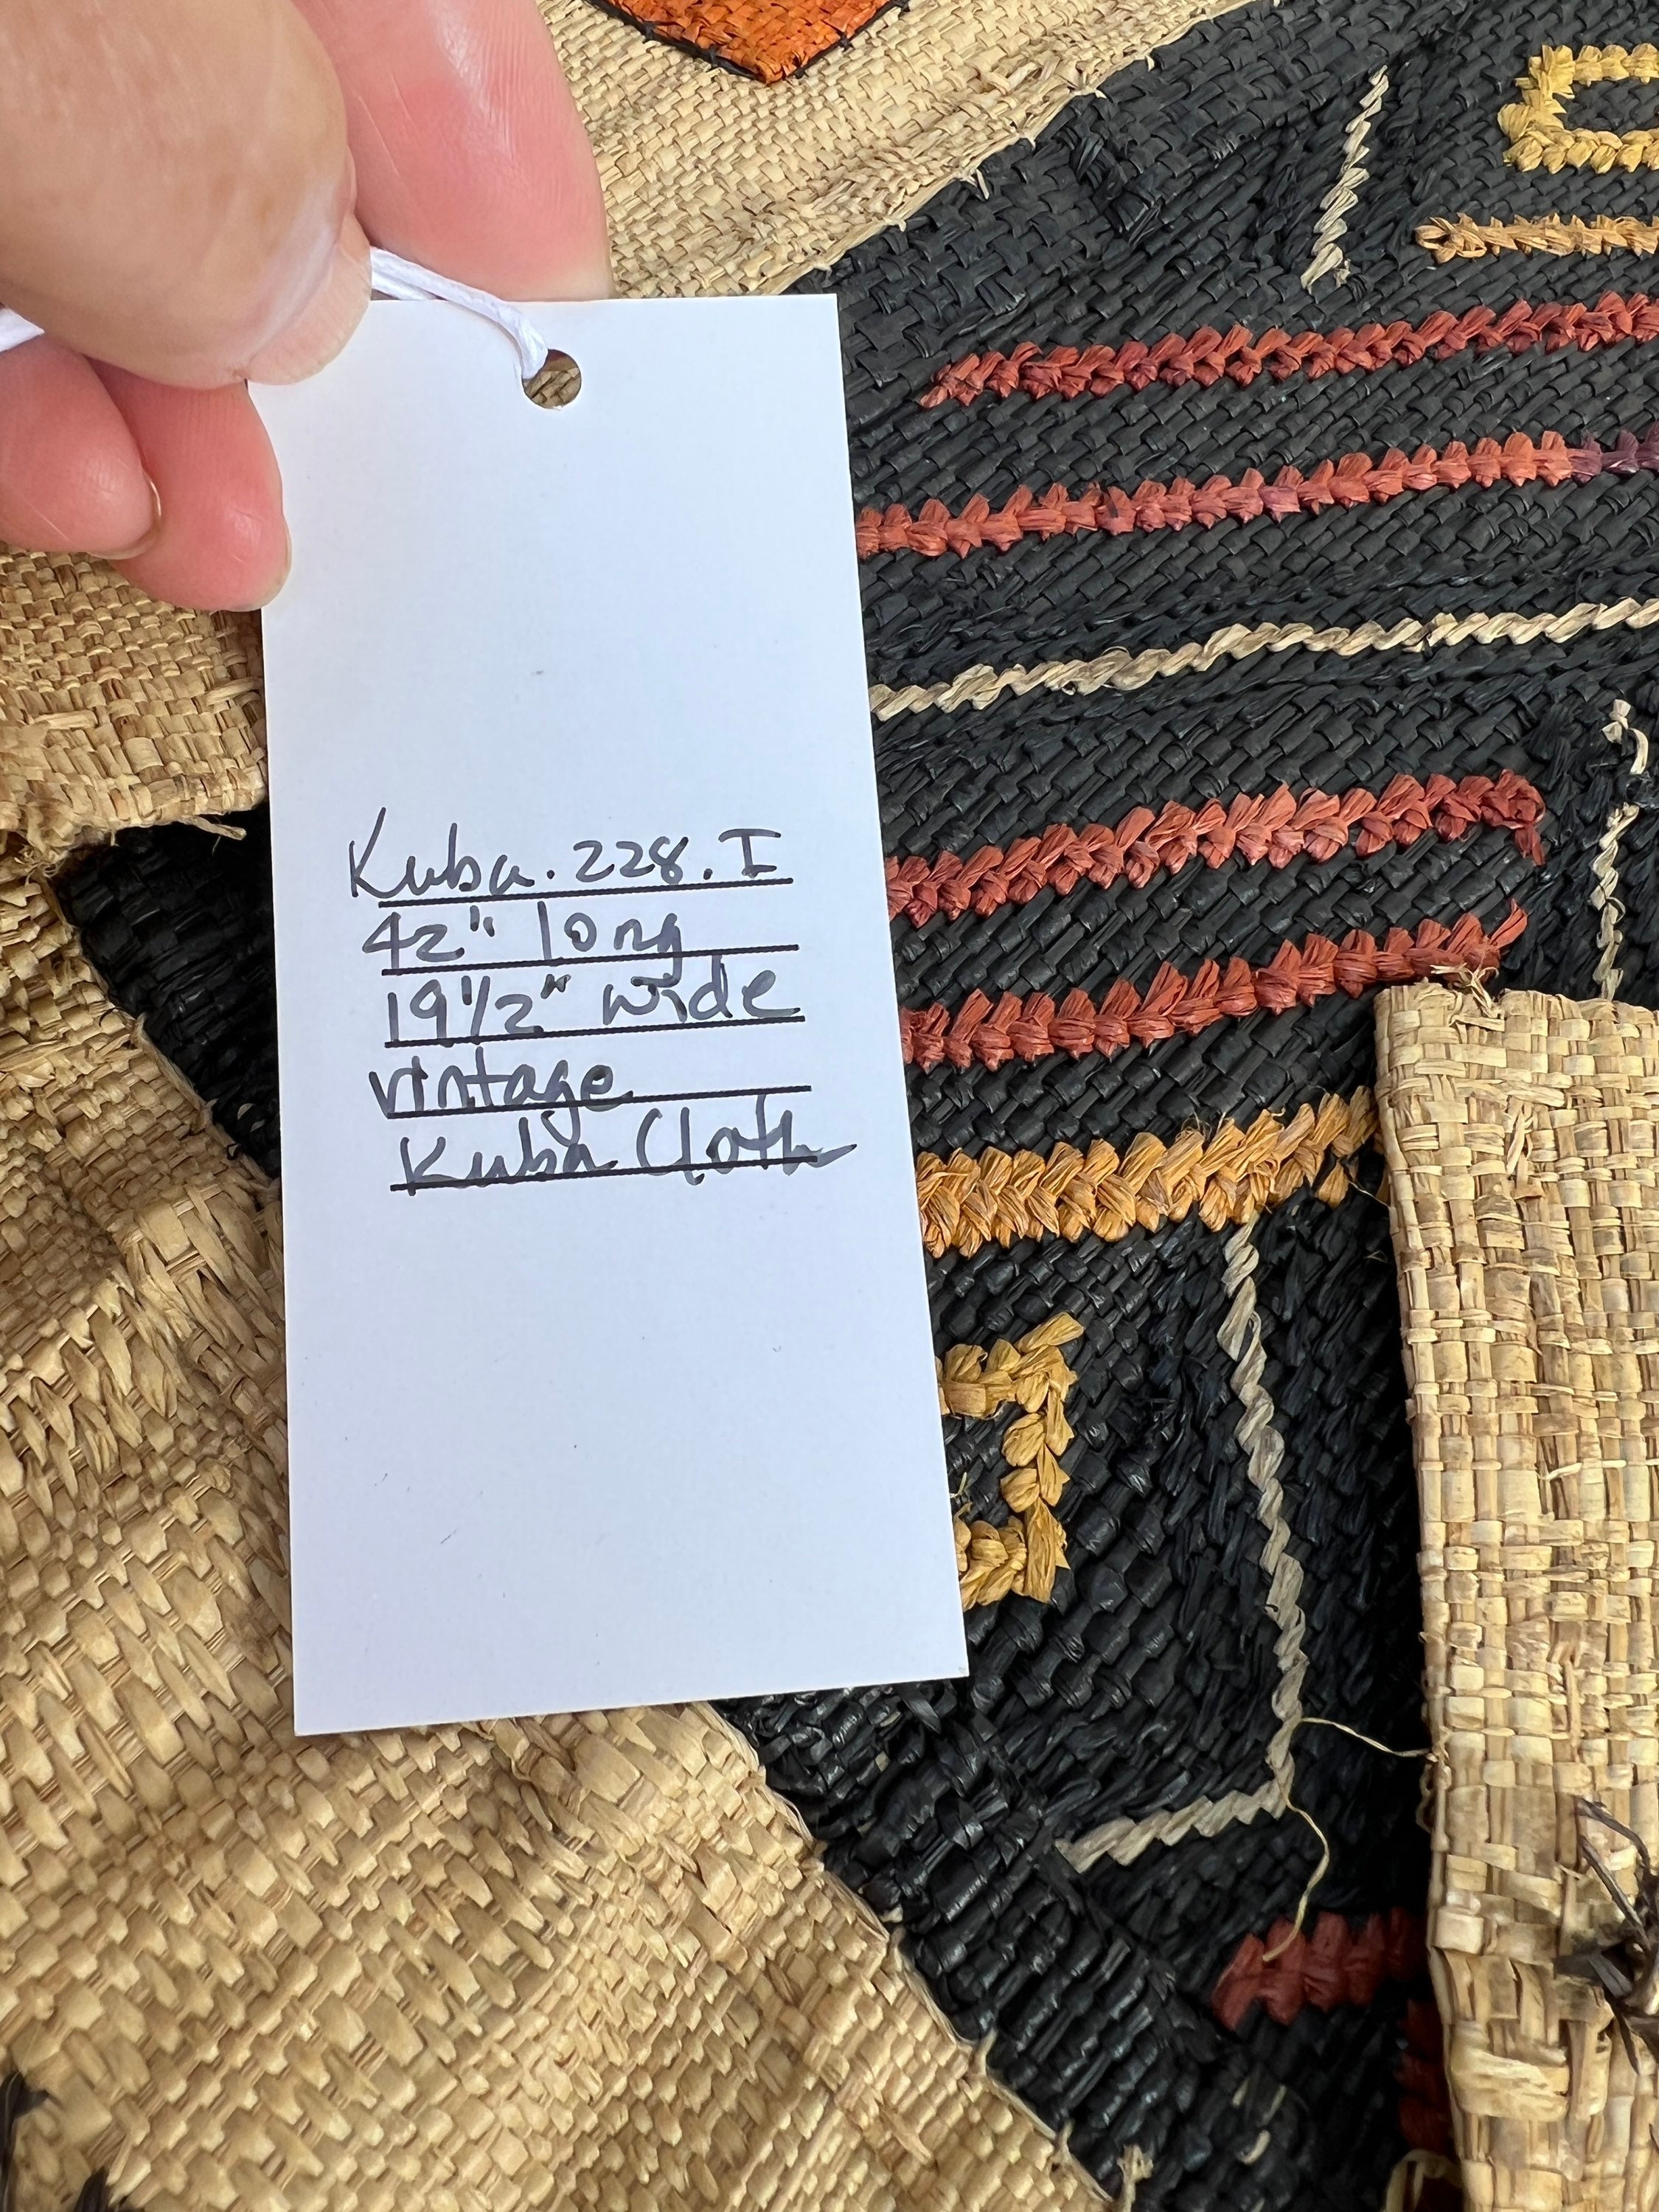 Kuba.228.I
42" long
19 1/2" wide
vintage
Kuba Cloth